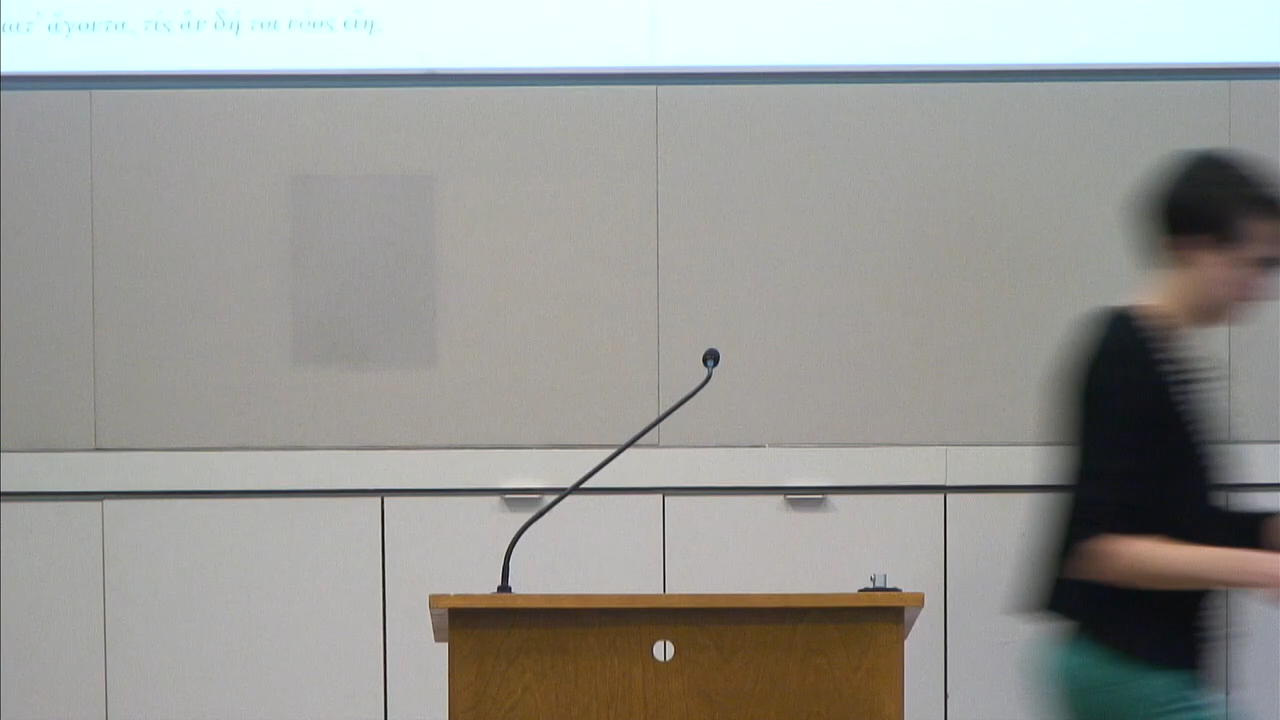 ἄγοντα, τίς ἂν δή τοι νόος εἴη,